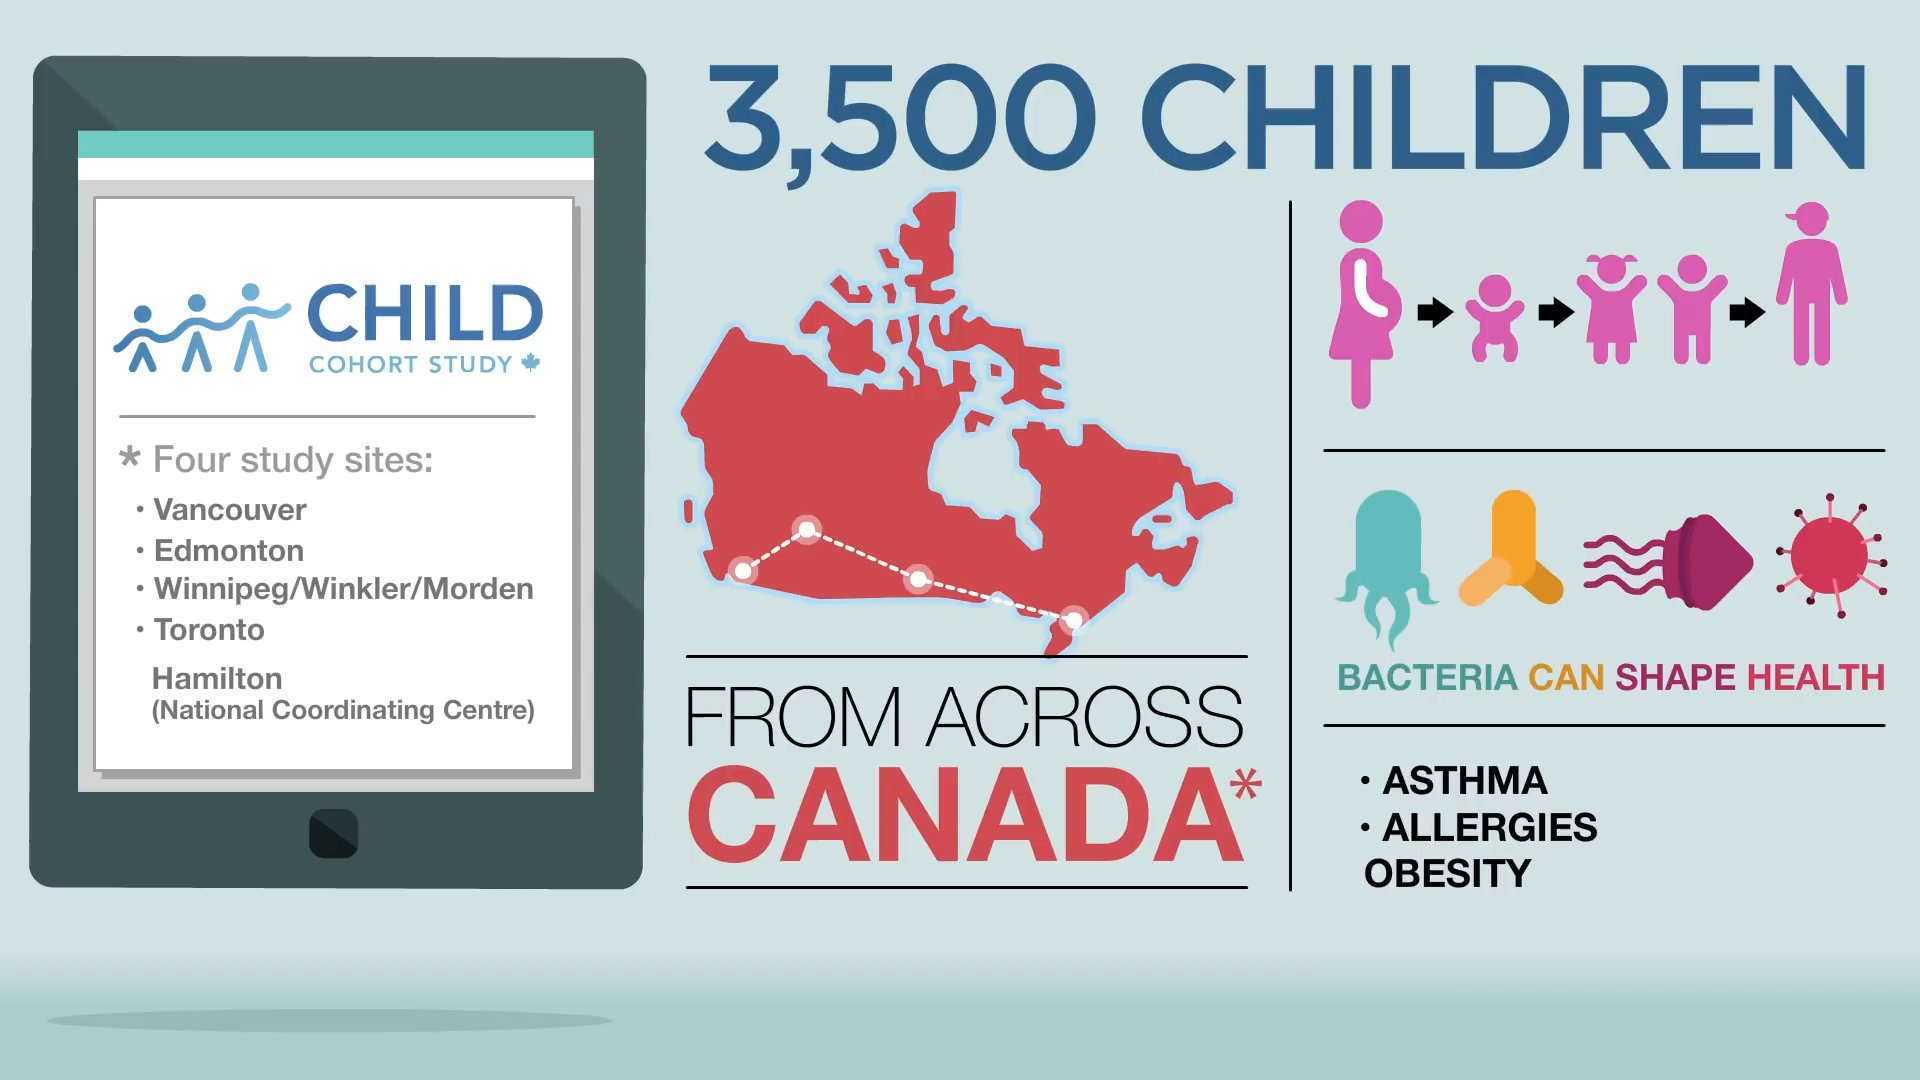 3,500 CHILDREN
CHILD
COHORT STUDY
* Four study sites:
• Vancouver
• Edmonton
• Winnipeg/Winkler/Morden
• Toronto
Hamilton
(National Coordinating Centre)
FROM ACROSS
CANADA*
BACTERIA CAN SHAPE HEALTH
• ASTHMA
• ALLERGIES
OBESITY